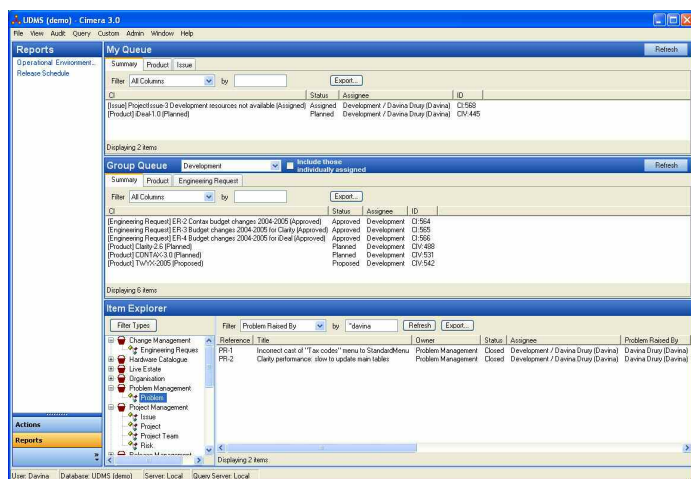 UDMS (demo) - Cimera 3.0
File View Audit Query Custom Admin Window Help
Reports
Operational Environment..
Release Schedule
My Queue
Refresh
Summary Product Issue
Filter All Columns by Export...
CI Status Assignee ID
[Issue] ProjectIssue-3 Development resources not available (Assigned) Assigned Development / Davina Drury (Davina) CI:568
[Product] iDeal-1.0 (Planned) Planned Development / Davina Drury (Davina) CIV:445
Displaying 2 items
Group Queue Development Include those individually assigned Refresh
Summary Product Engineering Request
Filter All Columns by Export...
CI Status Assignee ID
[Engineering Request] ER-2 Contax budget changes 2004-2005 (Approved) Approved Development CI:564
[Engineering Request] ER-3 Budget changes 2004-2005 for Clarity (Approved) Approved Development CI:565
[Engineering Request] ER-4 Budget changes 2004-2005 for iDeal (Approved) Approved Development CI:566
[Product] Clarity-2.6 (Planned) Planned Development CIV:488
[Product] CONTAX-3.0 (Planned) Planned Development CIV:531
[Product] TWYX-2005 (Proposed) Proposed Development CIV:542
Displaying 6 items
Item Explorer
Filter Types
Filter Problem Raised By by *davina Refresh Export...
Change Management
Engineering Reques
Hardware Catalogue
Live Estate
Organisation
Problem Management
Problem
Project Management
Issue
Project
Project Team
Risk
Release Management
Reference Title Owner Status Assignee Problem Raised By
PR-1 Incorrect cast of "Tax codes" menu to StandardMenu Problem Management Closed Development / Davina Drury (Davina) Davina Drury (Davina)
PR-2 Clarity performance: slow to update main tables Problem Management Closed Development / Davina Drury (Davina) Davina Drury (Davina)
Displaying 2 items
Actions
Reports
User: Davina Database: UDMS (demo) Server: Local Query Server: Local